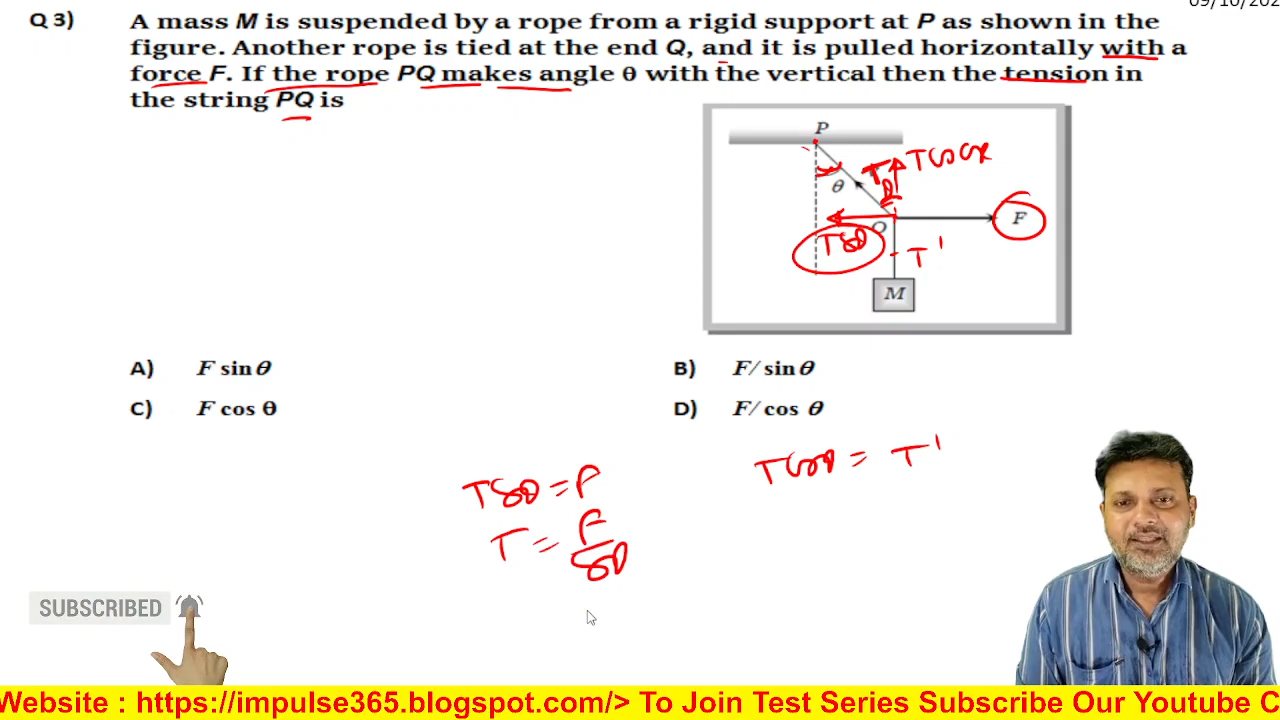 09/10/202
Q 3)
A mass M is suspended by a rope from a rigid support at P as shown in the
figure. Another rope is tied at the end Q, and it is pulled horizontally with a
force F. If the rope PQ makes angle θ with the vertical then the tension in
the string PQ is
P
θ
F
T'
M
A) F sin θ
B) F/ sin θ
C) F cos θ
D) F/ cos θ
SUBSCRIBED
Website : https://impulse365.blogspot.com/> To Join Test Series Subscribe Our Youtube C